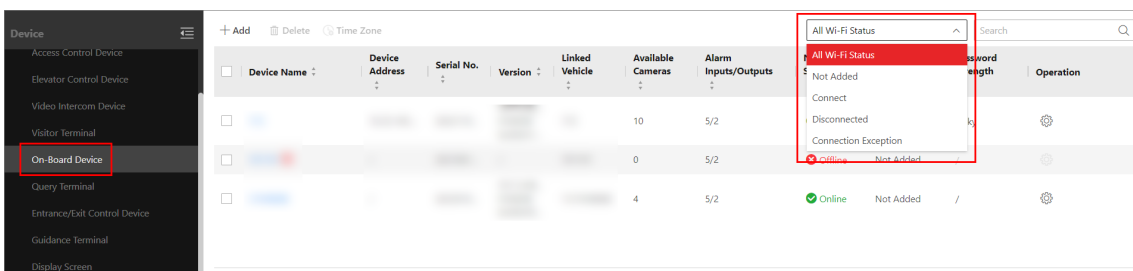 Device
Access Control Device
Elevator Control Device
Video Intercom Device
Visitor Terminal
On-Board Device
Query Terminal
Entrance/Exit Control Device
Guidance Terminal
Display Screen
Add Delete Time Zone
All Wi-Fi Status
Search
Device Name
Device Address
Serial No.
Version
Linked Vehicle
Available Cameras
Alarm Inputs/Outputs
Operation
All Wi-Fi Status
Not Added
Connect
Disconnected
Connection Exception
10 5/2
0 5/2 Offline Not Added /
4 5/2 Online Not Added /